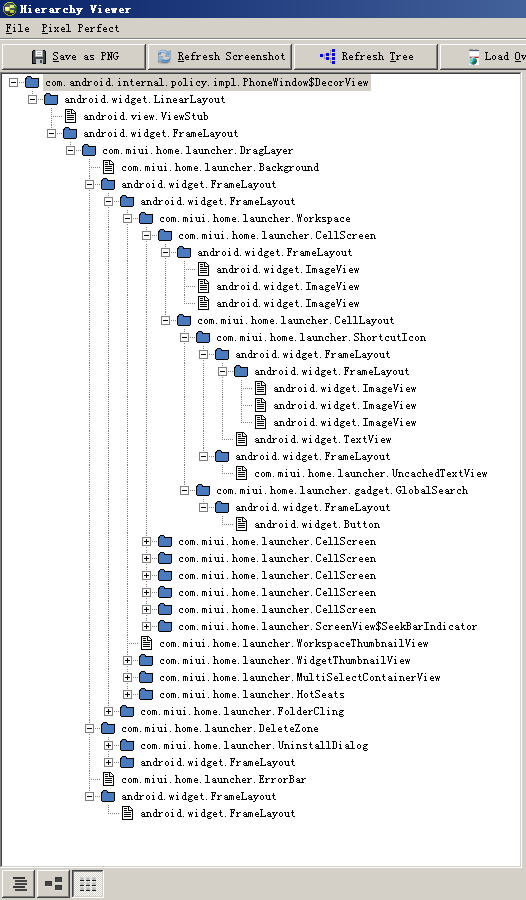 Hierarchy Viewer
File Pixel Perfect
Save as PNG Refresh Screenshot Refresh Tree Load Ov
com.android.internal.policy.impl.PhoneWindow$DecorView
android.widget.LinearLayout
android.view.ViewStub
android.widget.FrameLayout
com.miui.home.launcher.DragLayer
com.miui.home.launcher.Background
android.widget.FrameLayout
android.widget.FrameLayout
com.miui.home.launcher.Workspace
com.miui.home.launcher.CellScreen
android.widget.FrameLayout
android.widget.ImageView
android.widget.ImageView
android.widget.ImageView
com.miui.home.launcher.CellLayout
com.miui.home.launcher.ShortcutIcon
android.widget.FrameLayout
android.widget.FrameLayout
android.widget.ImageView
android.widget.ImageView
android.widget.ImageView
android.widget.TextView
android.widget.FrameLayout
com.miui.home.launcher.UncachedTextView
com.miui.home.launcher.gadget.GlobalSearch
android.widget.FrameLayout
android.widget.Button
com.miui.home.launcher.CellScreen
com.miui.home.launcher.CellScreen
com.miui.home.launcher.CellScreen
com.miui.home.launcher.CellScreen
com.miui.home.launcher.CellScreen
com.miui.home.launcher.ScreenView$SeekBarIndicator
com.miui.home.launcher.WorkspaceThumbnailView
com.miui.home.launcher.WidgetThumbnailView
com.miui.home.launcher.MultiSelectContainerView
com.miui.home.launcher.HotSeats
com.miui.home.launcher.FolderCling
com.miui.home.launcher.DeleteZone
com.miui.home.launcher.UninstallDialog
android.widget.FrameLayout
com.miui.home.launcher.ErrorBar
android.widget.FrameLayout
android.widget.FrameLayout